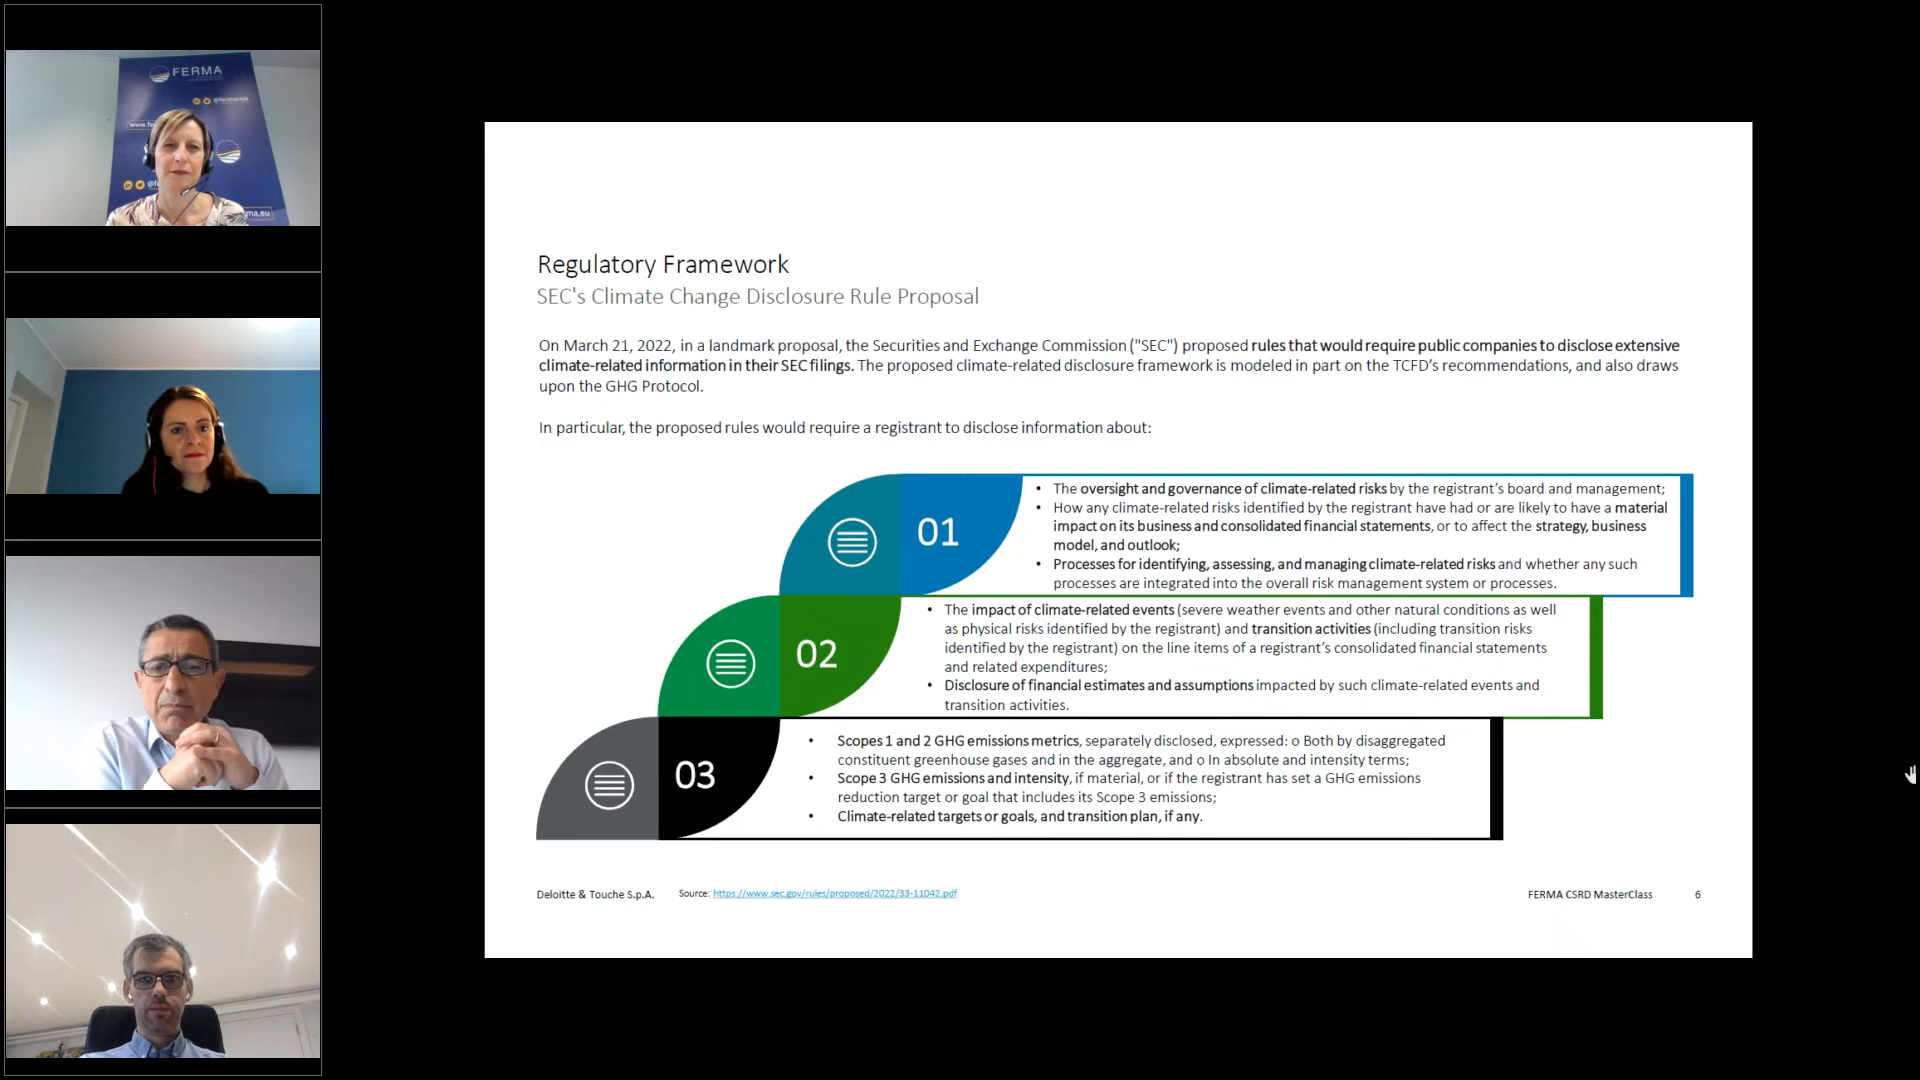 FERMA
@fermarisk
www.fe
@fe
ma.eu
Regulatory Framework
SEC's Climate Change Disclosure Rule Proposal
On March 21, 2022, in a landmark proposal, the Securities and Exchange Commission ("SEC") proposed rules that would require public companies to disclose extensive
climate-related information in their SEC filings. The proposed climate-related disclosure framework is modeled in part on the TCFD's recommendations, and also draws
upon the GHG Protocol.
In particular, the proposed rules would require a registrant to disclose information about:
01
• The oversight and governance of climate-related risks by the registrant's board and management;
• How any climate-related risks identified by the registrant have had or are likely to have a material
impact on its business and consolidated financial statements, or to affect the strategy, business
model, and outlook;
• Processes for identifying, assessing, and managing climate-related risks and whether any such
processes are integrated into the overall risk management system or processes.
02
• The impact of climate-related events (severe weather events and other natural conditions as well
as physical risks identified by the registrant) and transition activities (including transition risks
identified by the registrant) on the line items of a registrant's consolidated financial statements
and related expenditures;
• Disclosure of financial estimates and assumptions impacted by such climate-related events and
transition activities.
03
• Scopes 1 and 2 GHG emissions metrics, separately disclosed, expressed: o Both by disaggregated
constituent greenhouse gases and in the aggregate, and o In absolute and intensity terms;
• Scope 3 GHG emissions and intensity, if material, or if the registrant has set a GHG emissions
reduction target or goal that includes its Scope 3 emissions;
• Climate-related targets or goals, and transition plan, if any.
Deloitte & Touche S.p.A. Source: https://www.sec.gov/rules/proposed/2022/33-11042.pdf FERMA CSRD MasterClass 6